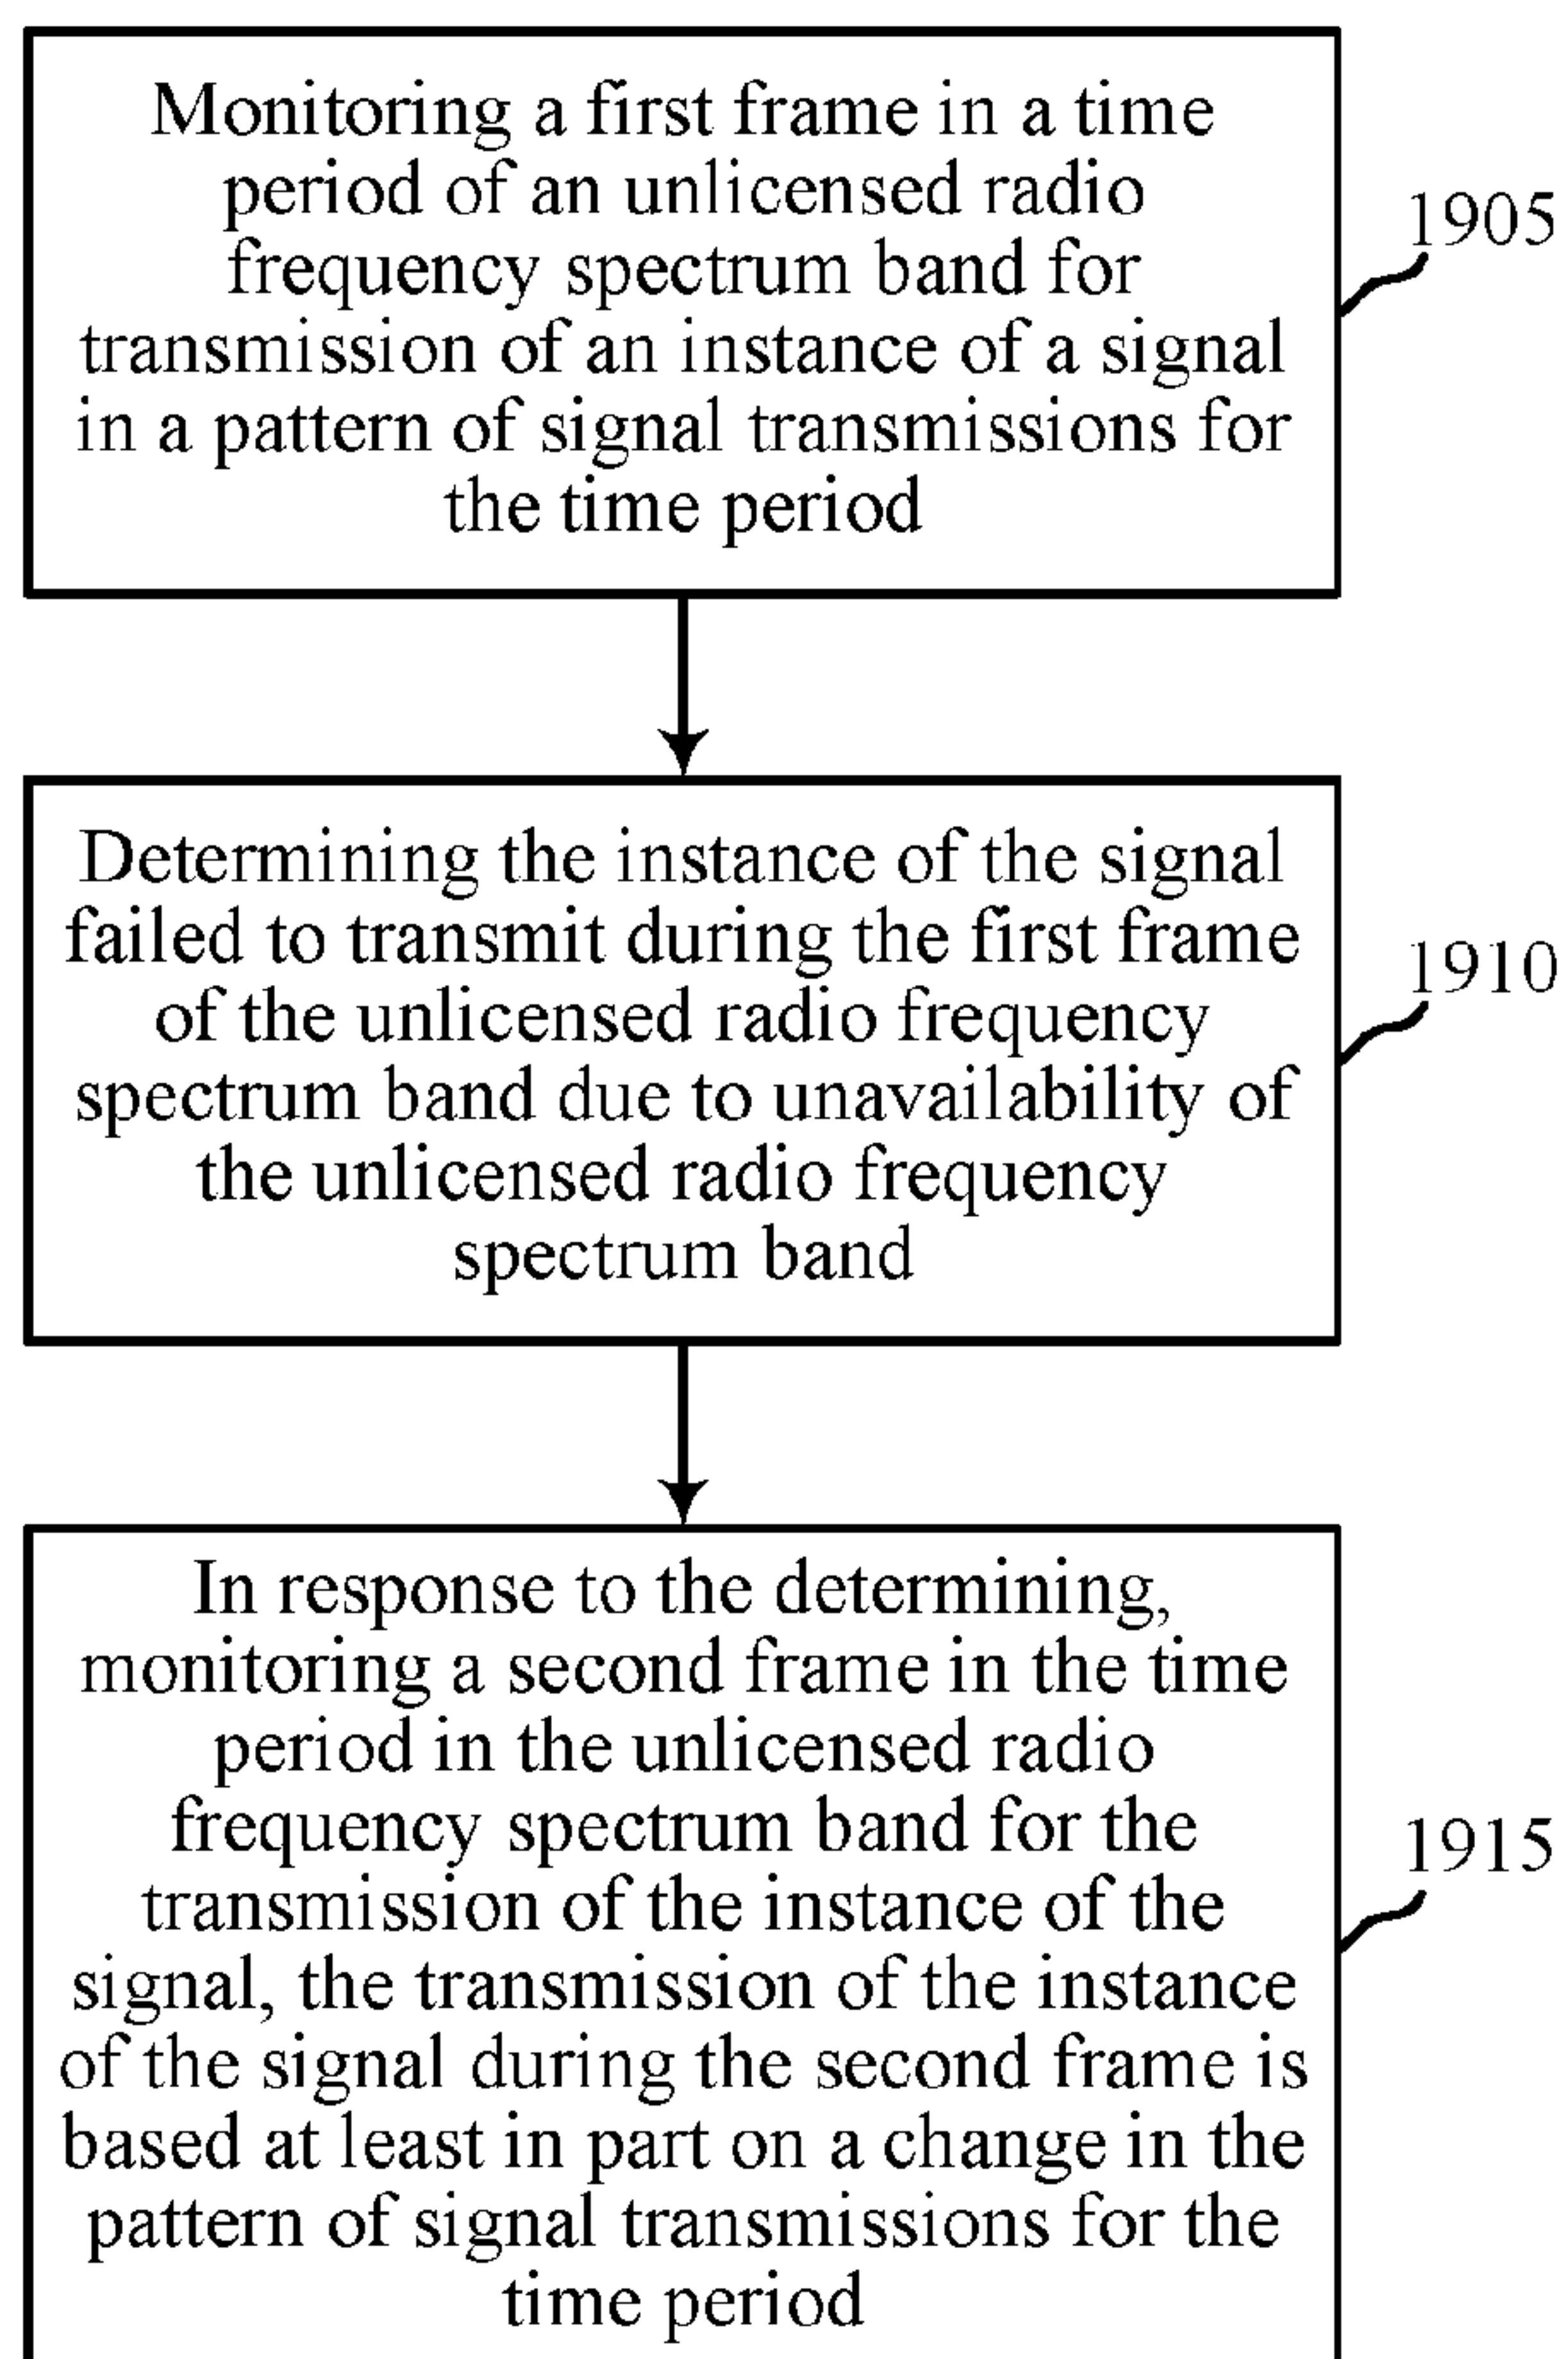 Monitoring a first frame in a time
period of an unlicensed radio
frequency spectrum band for
transmission of an instance of a signal
in a pattern of signal transmissions for
the time period
1905
Determining the instance of the signal
failed to transmit during the first frame
of the unlicensed radio frequency
spectrum band due to unavailability of
the unlicensed radio frequency
spectrum band
1910
In response to the determining,
monitoring a second frame in the time
period in the unlicensed radio
frequency spectrum band for the
transmission of the instance of the
signal, the transmission of the instance
of the signal during the second frame is
based at least in part on a change in the
pattern of signal transmissions for the
time period
1915